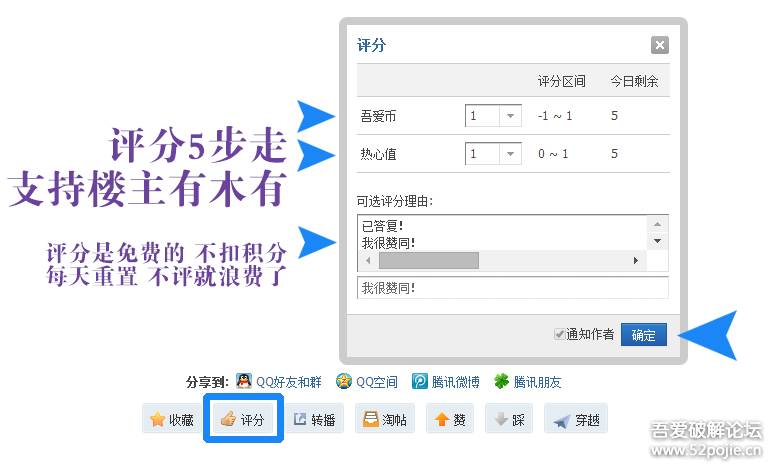 评分
评分区间 今日剩余
吾爱币 1 -1 ~ 1 5
热心值 1 0 ~ 1 5
评分5步走
支持楼主有木有
评分是免费的 不扣积分
每天重置 不评就浪费了
可选评分理由:
已答复!
我很赞同!
我很赞同!
通知作者 确定
分享到: QQ好友和群 QQ空间 腾讯微博 腾讯朋友
收藏 评分 转播 淘帖 赞 踩 穿越
吾爱破解论坛
www.52pojie.cn